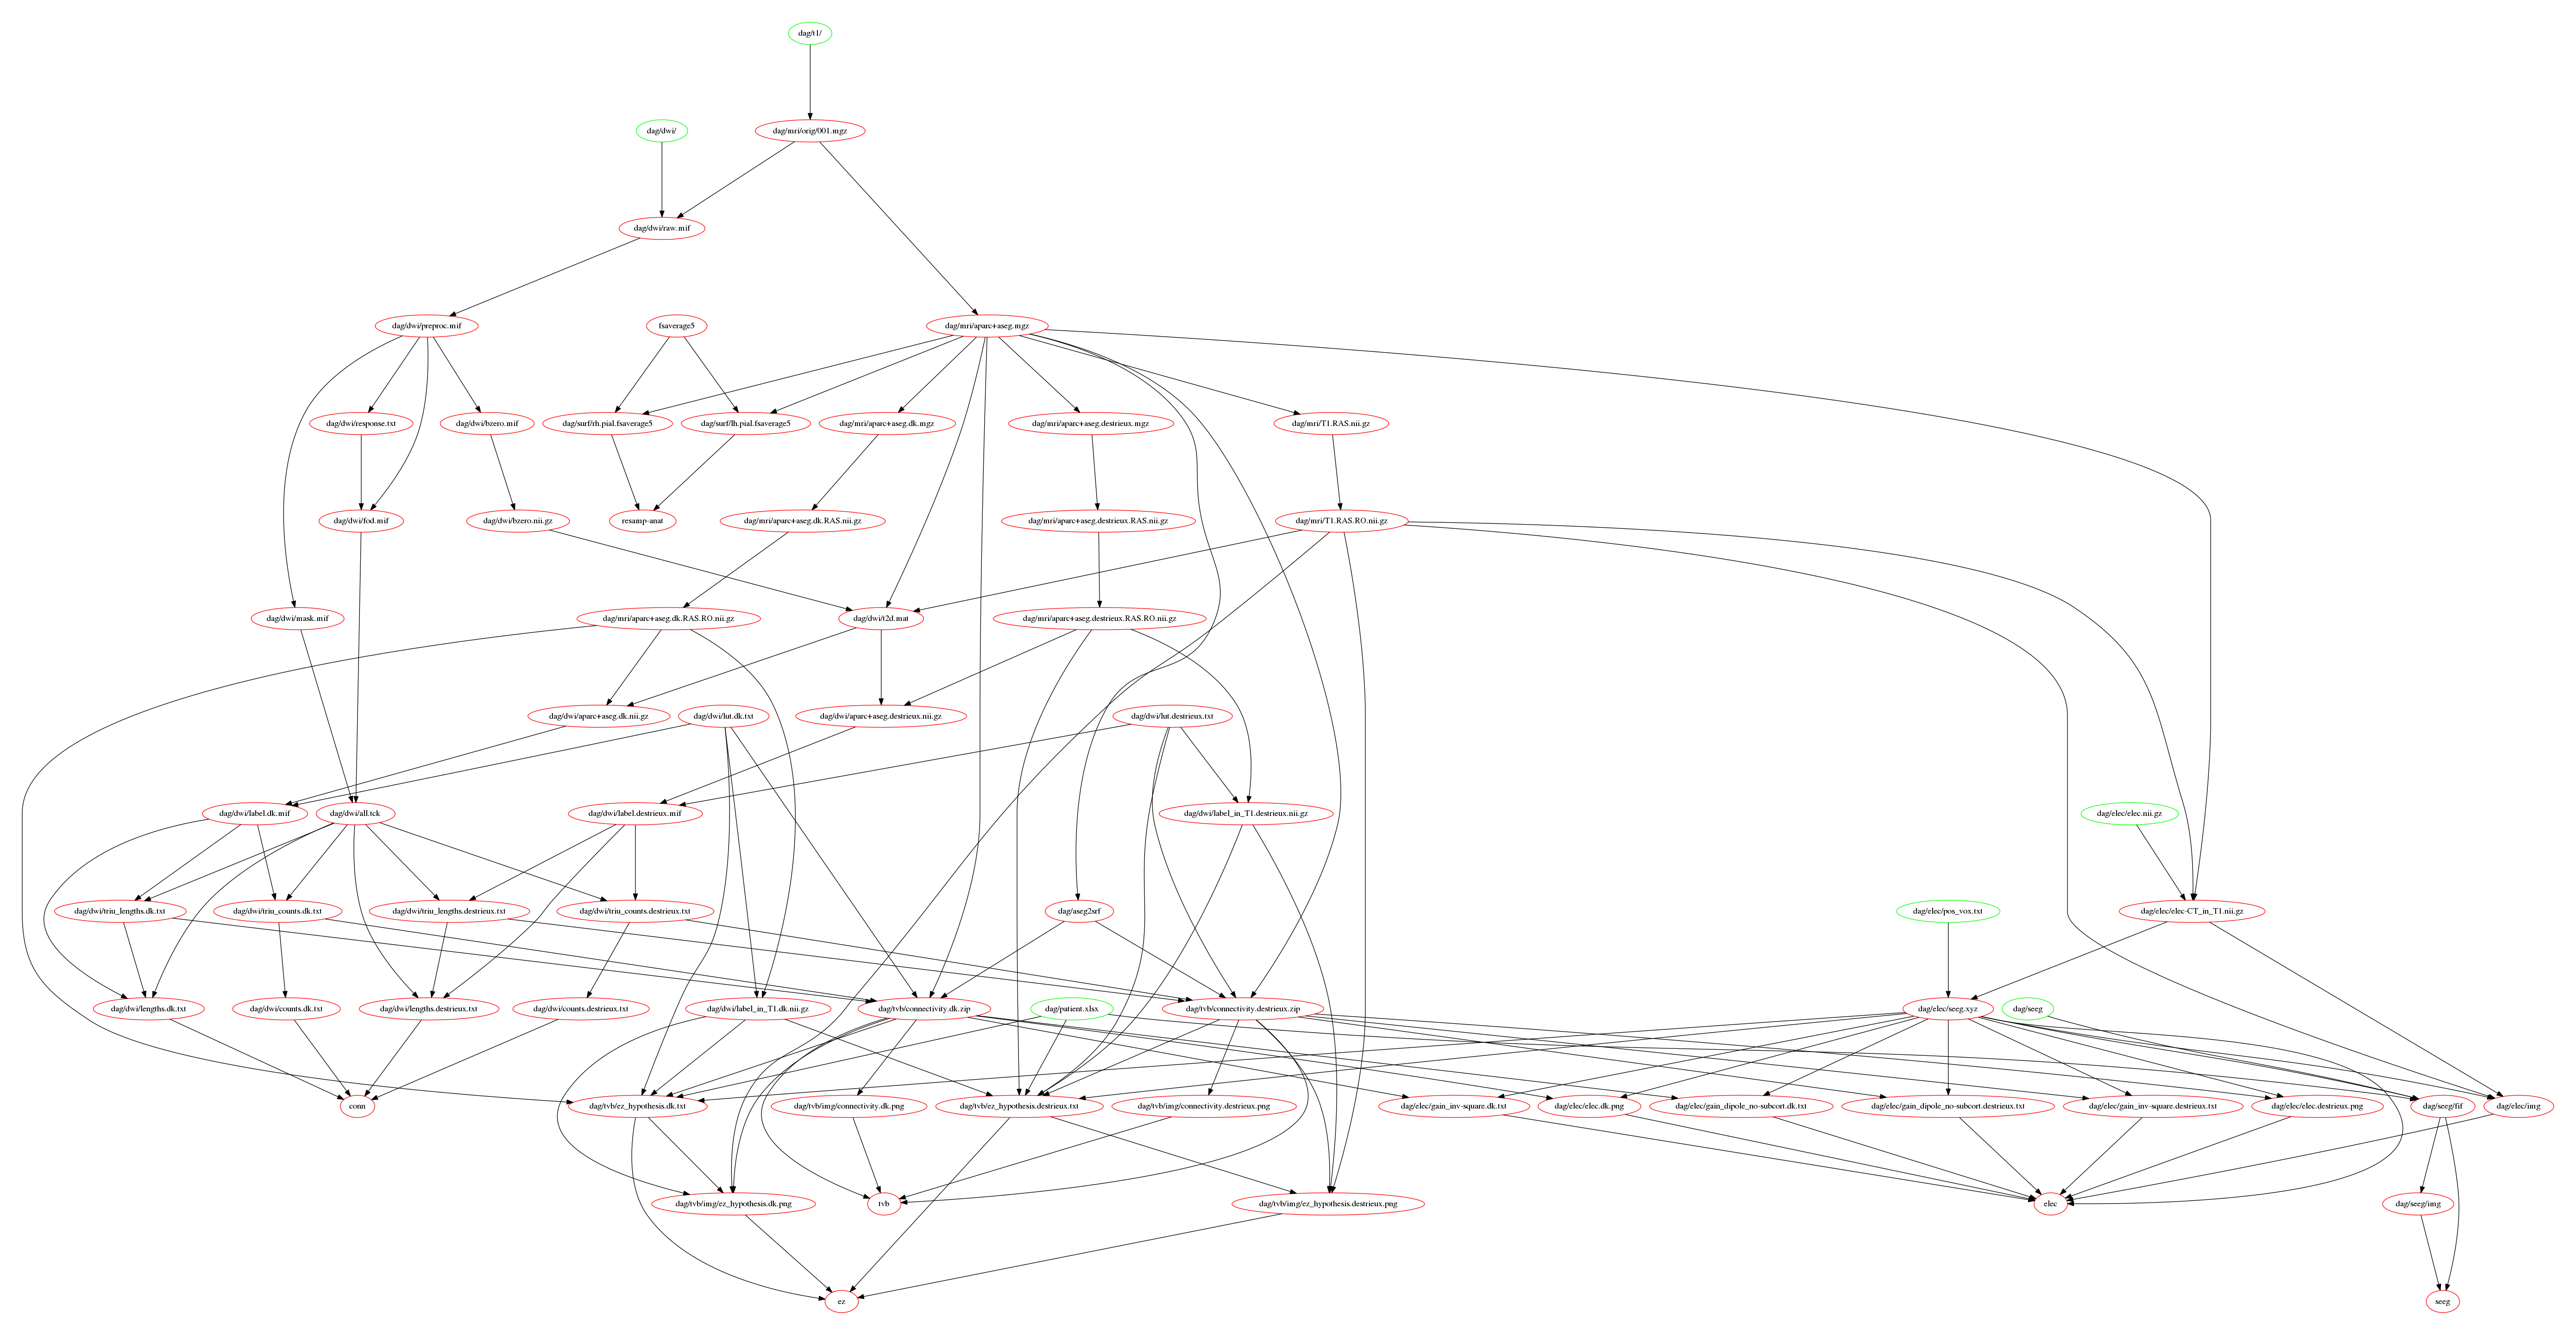 dag/t1/
dag/dwi/
dag/mri/orig/001.mgz
dag/dwi/raw.mif
dag/dwi/preproc.mif
fsaverage5
dag/mri/aparc+aseg.mgz
dag/dwi/response.txt
dag/dwi/bzero.mif
dag/surf/rh.pial.fsaverage5
dag/surf/lh.pial.fsaverage5
dag/mri/aparc+aseg.dk.mgz
dag/mri/aparc+aseg.destrieux.mgz
dag/mri/T1.RAS.nii.gz
dag/dwi/fod.mif
dag/dwi/bzero.nii.gz
resamp-anat
dag/mri/aparc+aseg.dk.RAS.nii.gz
dag/mri/aparc+aseg.destrieux.RAS.nii.gz
dag/mri/T1.RAS.RO.nii.gz
dag/dwi/mask.mif
dag/mri/aparc+aseg.dk.RAS.RO.nii.gz
dag/dwi/t2d.mat
dag/mri/aparc+aseg.destrieux.RAS.RO.nii.gz
dag/dwi/aparc+aseg.dk.nii.gz
dag/dwi/lut.dk.txt
dag/dwi/aparc+aseg.destrieux.nii.gz
dag/dwi/lut.destrieux.txt
dag/dwi/label.dk.mif
dag/dwi/all.tck
dag/dwi/label.destrieux.mif
dag/dwi/label_in_T1.destrieux.nii.gz
dag/elec/elec.nii.gz
dag/dwi/triu_lengths.dk.txt
dag/dwi/triu_counts.dk.txt
dag/dwi/triu_lengths.destrieux.txt
dag/dwi/triu_counts.destrieux.txt
dag/aseg2srf
dag/elec/pos_vox.txt
dag/elec/elec-CT_in_T1.nii.gz
dag/dwi/lengths.dk.txt
dag/dwi/counts.dk.txt
dag/dwi/lengths.destrieux.txt
dag/dwi/counts.destrieux.txt
dag/dwi/label_in_T1.dk.nii.gz
dag/tvb/connectivity.dk.zip
dag/patient.xlsx
dag/tvb/connectivity.destrieux.zip
dag/elec/seeg.xyz
dag/seeg
conn
dag/tvb/ez_hypothesis.dk.txt
dag/tvb/img/connectivity.dk.png
dag/tvb/ez_hypothesis.destrieux.txt
dag/tvb/img/connectivity.destrieux.png
dag/elec/gain_inv-square.dk.txt
dag/elec/elec.dk.png
dag/elec/gain_dipole_no-subcort.dk.txt
dag/elec/gain_dipole_no-subcort.destrieux.txt
dag/elec/gain_inv-square.destrieux.txt
dag/elec/elec.destrieux.png
dag/seeg/fif
dag/elec/img
dag/tvb/img/ez_hypothesis.dk.png
tvb
dag/tvb/img/ez_hypothesis.destrieux.png
elec
dag/seeg/img
ez
seeg